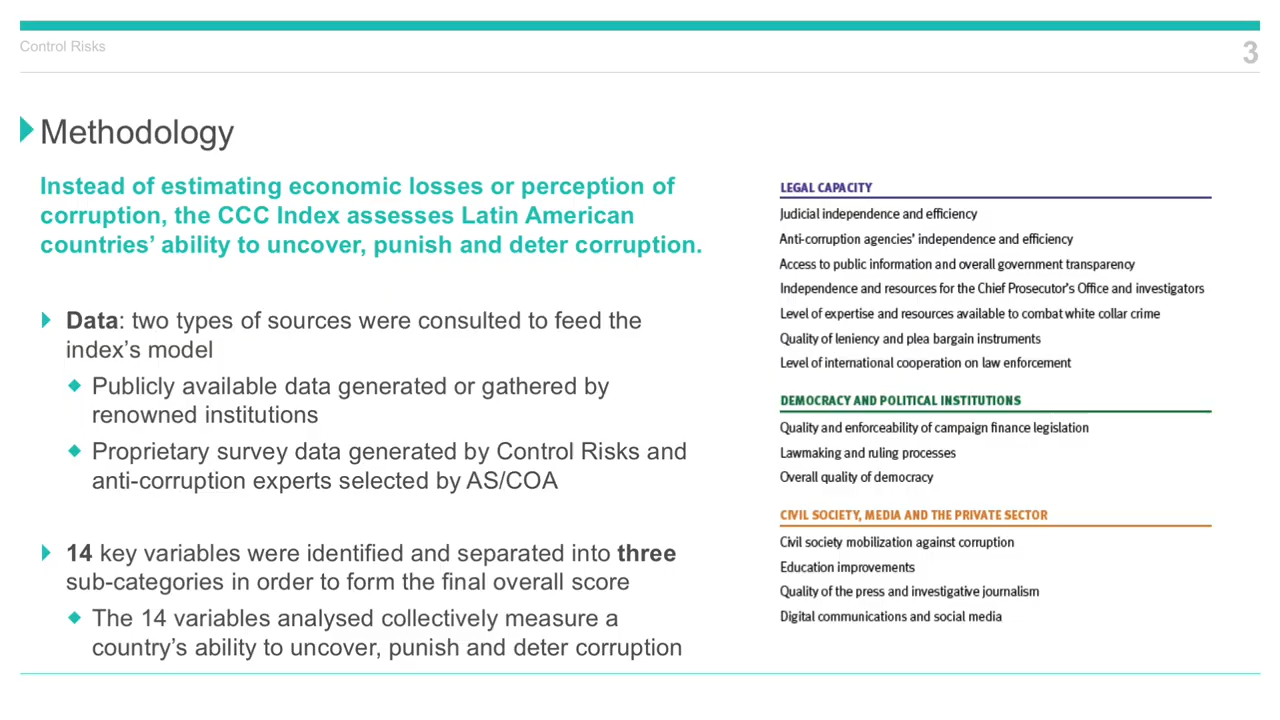 Control Risks
3
Methodology
Instead of estimating economic losses or perception of
corruption, the CCC Index assesses Latin American
countries’ ability to uncover, punish and deter corruption.
Data: two types of sources were consulted to feed the
index’s model
Publicly available data generated or gathered by
renowned institutions
Proprietary survey data generated by Control Risks and
anti-corruption experts selected by AS/COA
14 key variables were identified and separated into three
sub-categories in order to form the final overall score
The 14 variables analysed collectively measure a
country’s ability to uncover, punish and deter corruption
LEGAL CAPACITY
Judicial independence and efficiency
Anti-corruption agencies’ independence and efficiency
Access to public information and overall government transparency
Independence and resources for the Chief Prosecutor’s Office and investigators
Level of expertise and resources available to combat white collar crime
Quality of leniency and plea bargain instruments
Level of international cooperation on law enforcement
DEMOCRACY AND POLITICAL INSTITUTIONS
Quality and enforceability of campaign finance legislation
Lawmaking and ruling processes
Overall quality of democracy
CIVIL SOCIETY, MEDIA AND THE PRIVATE SECTOR
Civil society mobilization against corruption
Education improvements
Quality of the press and investigative journalism
Digital communications and social media